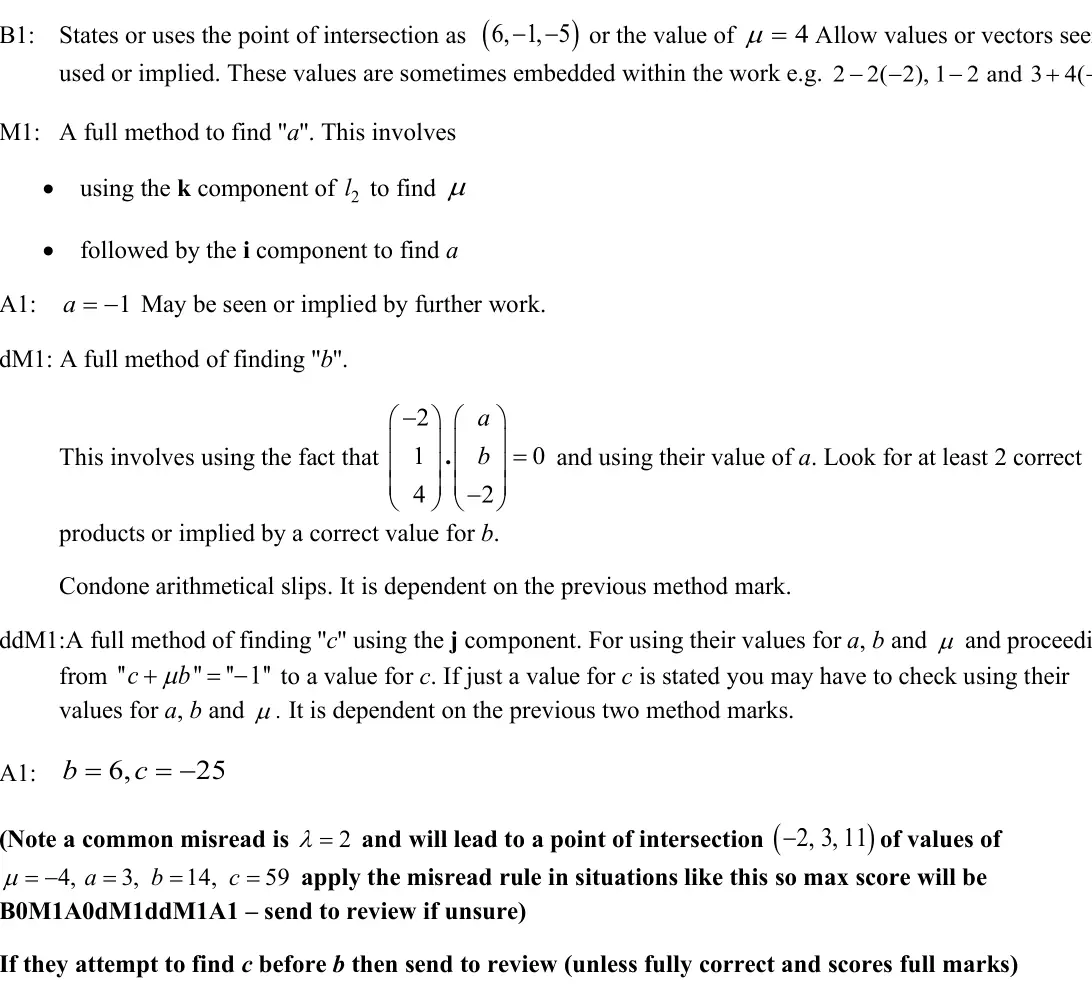 B1: States or uses the point of intersection as (6,−1,−5) or the value of μ = 4 Allow values or vectors see
used or implied. These values are sometimes embedded within the work e.g. 2−2(−2), 1−2 and 3+4(−
M1: A full method to find "a". This involves
• using the k component of l₂ to find μ
• followed by the i component to find a
A1: a = −1 May be seen or implied by further work.
dM1: A full method of finding "b".
This involves using the fact that (−2 1 4) . (a b −2) = 0 and using their value of a. Look for at least 2 correct
products or implied by a correct value for b.
Condone arithmetical slips. It is dependent on the previous method mark.
ddM1:A full method of finding "c" using the j component. For using their values for a, b and μ and proceedi
from "c + μb" = "−1" to a value for c. If just a value for c is stated you may have to check using their
values for a, b and μ . It is dependent on the previous two method marks.
A1: b = 6, c = −25
(Note a common misread is λ = 2 and will lead to a point of intersection (−2, 3, 11) of values of
μ = −4, a = 3, b = 14, c = 59 apply the misread rule in situations like this so max score will be
B0M1A0dM1ddM1A1 – send to review if unsure)
If they attempt to find c before b then send to review (unless fully correct and scores full marks)